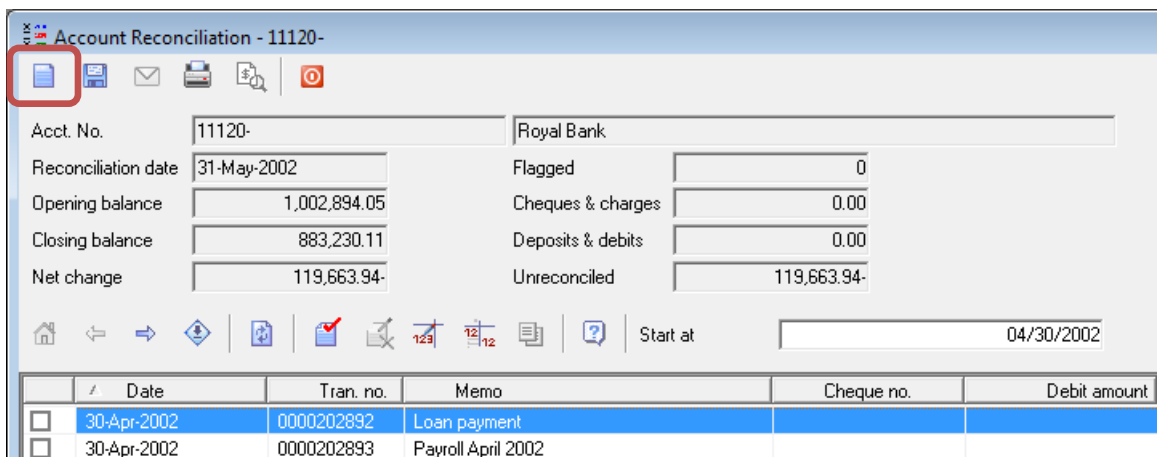 Account Reconciliation - 11120-
Acct. No. 11120- Royal Bank
Reconciliation date 31-May-2002 Flagged 0
Opening balance 1,002,894.05 Cheques & charges 0.00
Closing balance 883,230.11 Deposits & debits 0.00
Net change 119,663.94- Unreconciled 119,663.94-
Start at 04/30/2002
Date Tran. no. Memo Cheque no. Debit amount
30-Apr-2002 0000202892 Loan payment
30-Apr-2002 0000202893 Payroll April 2002